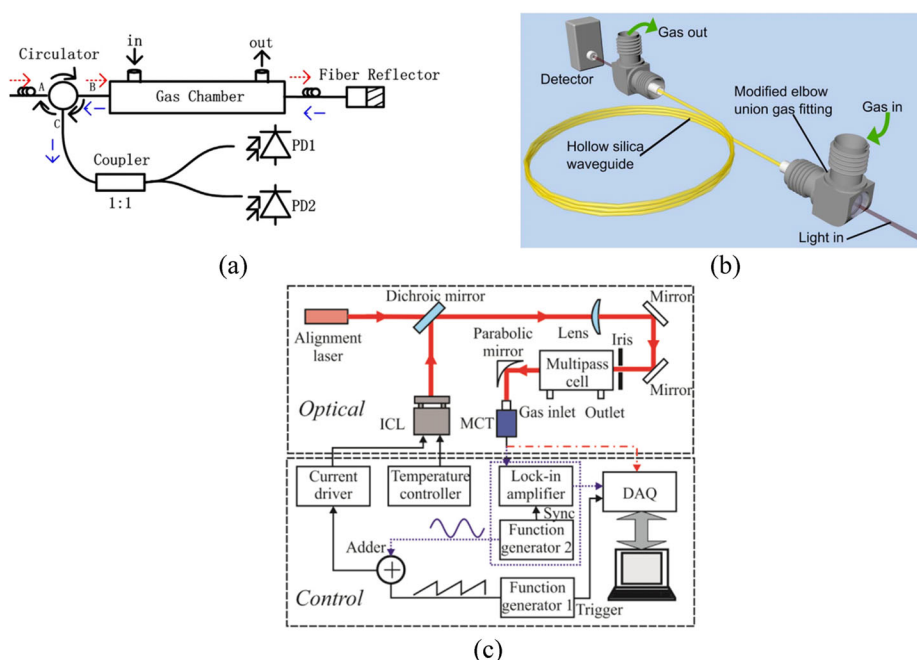 Circulator
in
out
Fiber Reflector
A
B
Gas Chamber
C
Coupler
1:1
PD1
PD2
(a)
Gas out
Detector
Modified elbow
union gas fitting
Gas in
Hollow silica
waveguide
Light in
(b)
Dichroic mirror
Mirror
Alignment
laser
Lens
Parabolic
mirror
Iris
Multipass
cell
Mirror
Gas inlet
Outlet
Optical
ICL
MCT
Current
driver
Temperature
controller
Lock-in
amplifier
DAQ
Sync
Function
generator 2
Adder
Control
Function
generator 1
Trigger
(c)